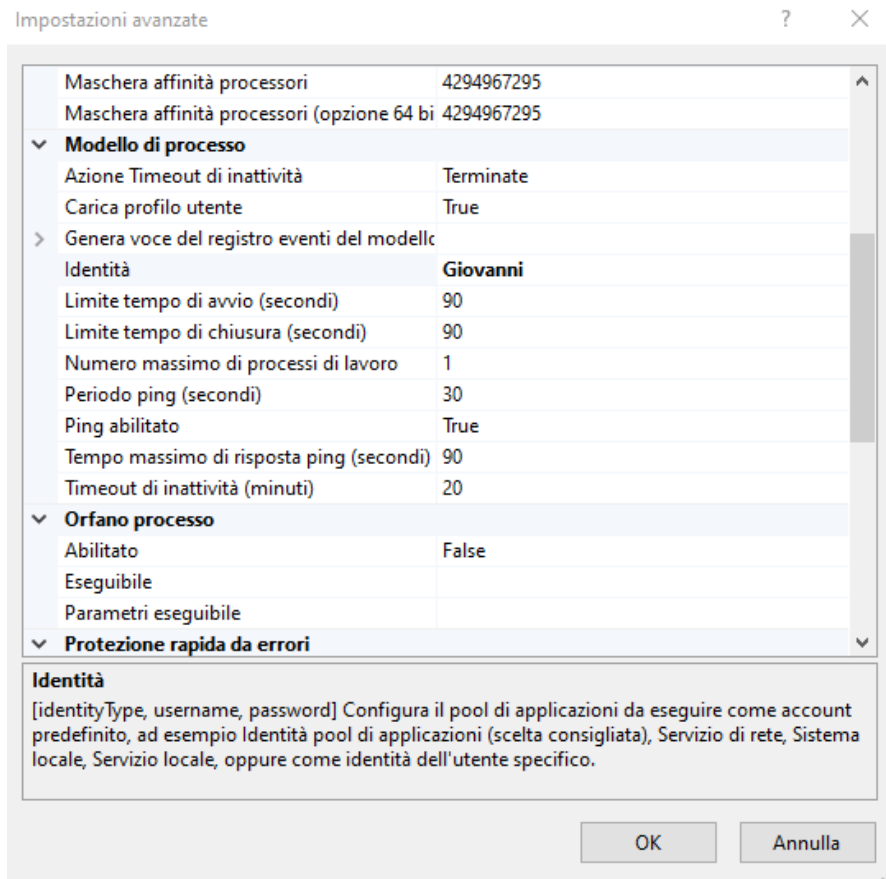 Impostazioni avanzate ?
Maschera affinità processori 4294967295
Maschera affinità processori (opzione 64 bi 4294967295
Modello di processo
Azione Timeout di inattività Terminate
Carica profilo utente True
Genera voce del registro eventi del modello
Identità Giovanni
Limite tempo di avvio (secondi) 90
Limite tempo di chiusura (secondi) 90
Numero massimo di processi di lavoro 1
Periodo ping (secondi) 30
Ping abilitato True
Tempo massimo di risposta ping (secondi) 90
Timeout di inattività (minuti) 20
Orfano processo
Abilitato False
Eseguibile
Parametri eseguibile
Protezione rapida da errori
Identità
[identityType, username, password] Configura il pool di applicazioni da eseguire come account
predefinito, ad esempio Identità pool di applicazioni (scelta consigliata), Servizio di rete, Sistema
locale, Servizio locale, oppure come identità dell'utente specifico.
OK Annulla